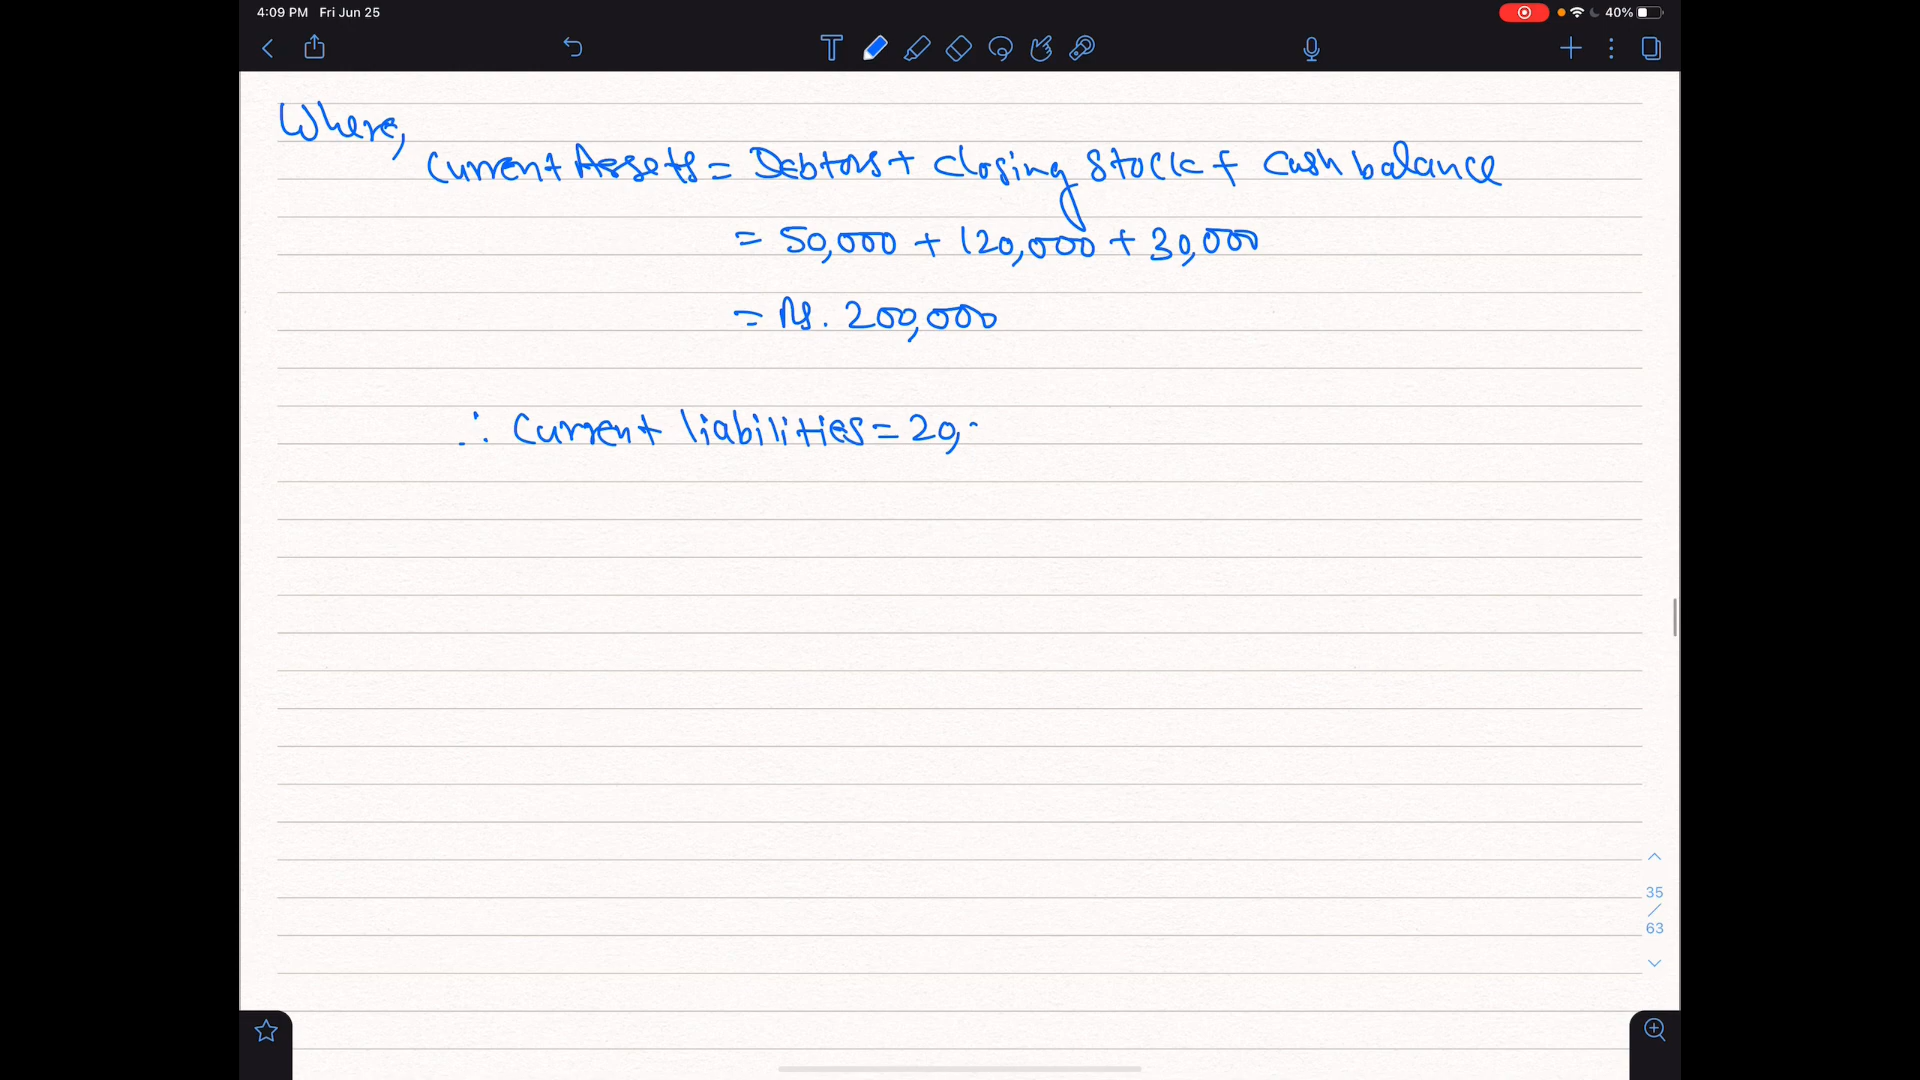 4:09 PM Fri Jun 25
40%
Where,
Current Assets = Debtors + Closing Stock + Cash balance
= 50,000 + 120,000 + 30,000
= Rs. 200,000
∴ Current liabilities = 20,
35
/
63